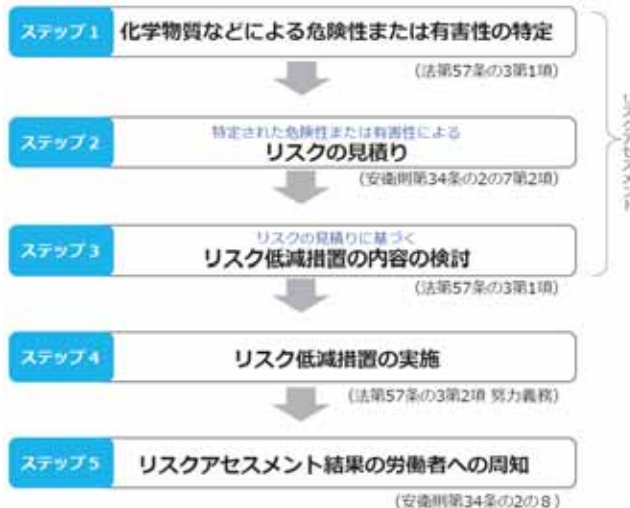 ステップ1
化学物質などによる危険性または有害性の特定
(法第57条の3第1項)
ステップ2
特定された危険性または有害性による
リスクの見積り
(安衛則第34条の2の7第2項)
ステップ3
リスクの見積りに基づく
リスク低減措置の内容の検討
(法第57条の3第1項)
ステップ4
リスク低減措置の実施
(法第57条の3第2項 努力義務)
ステップ5
リスクアセスメント結果の労働者への周知
(安衛則第34条の2の8)
リスクアセスメント